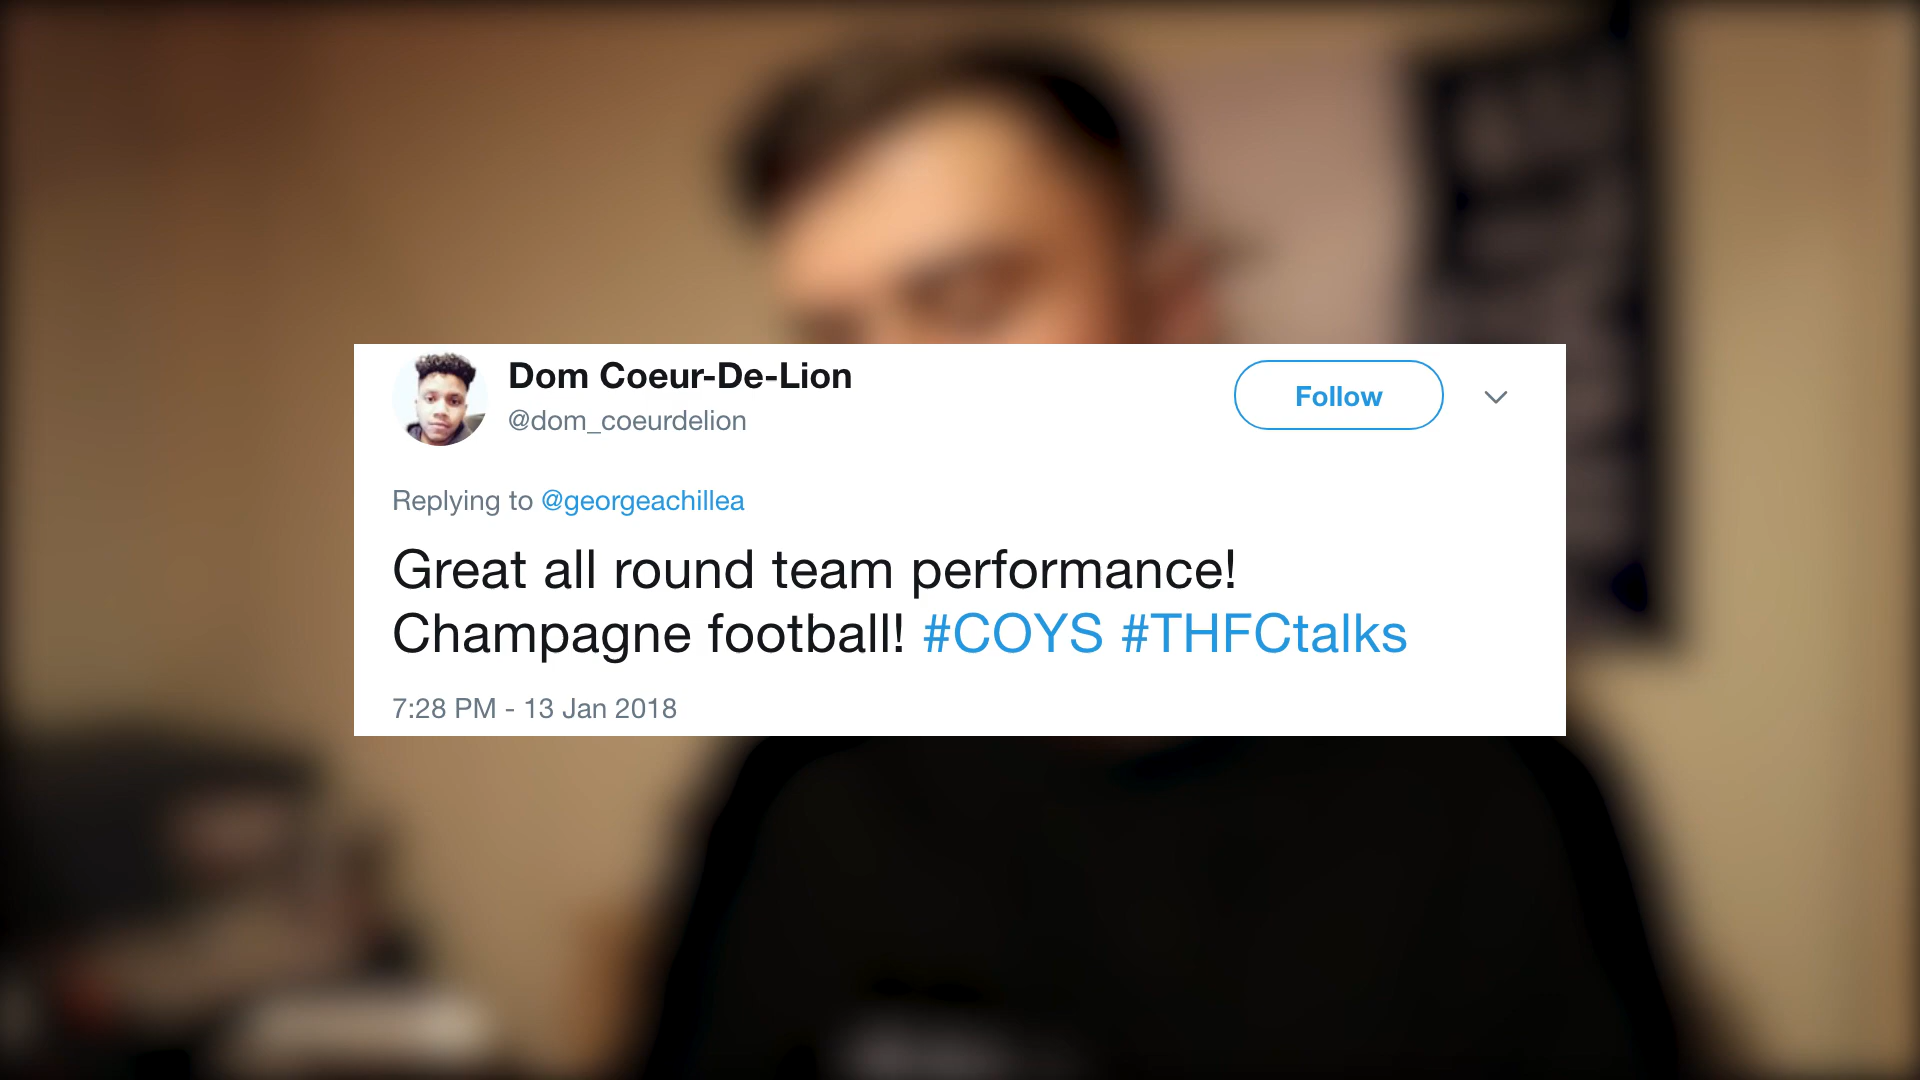 Dom Coeur-De-Lion
@dom_coeurdelion
Follow
Replying to @georgeachillea
Great all round team performance!
Champagne football! #COYS #THFCtalks
7:28 PM - 13 Jan 2018